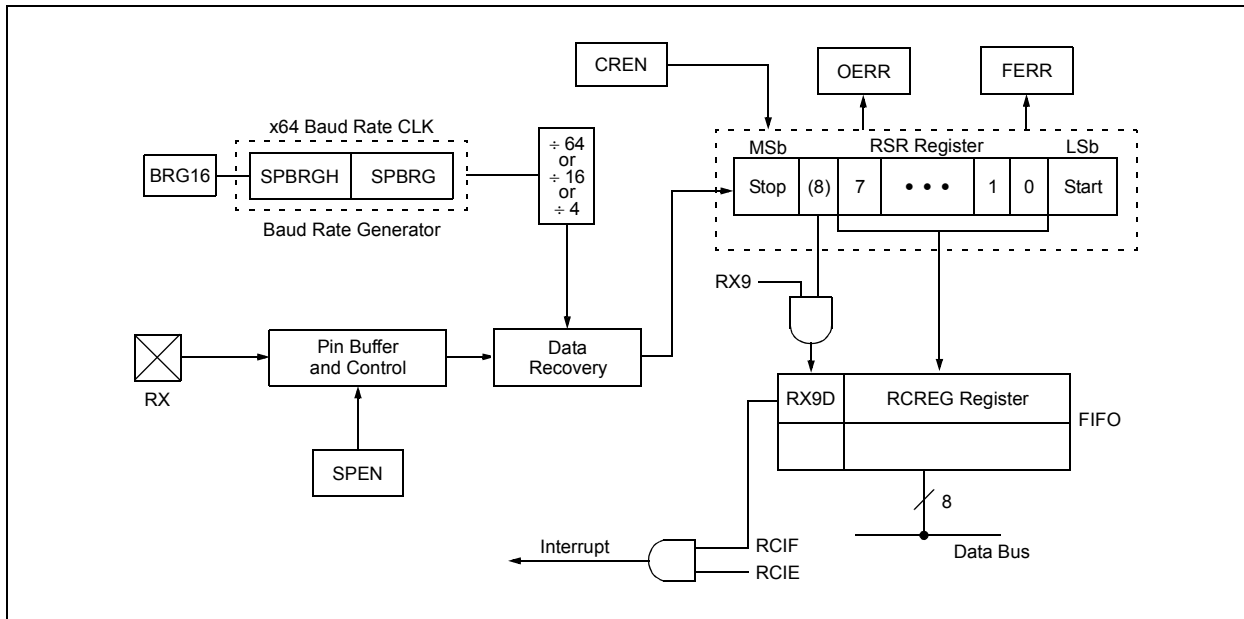 CREN
OERR
FERR
x64 Baud Rate CLK
BRG16
SPBRGH
SPBRG
Baud Rate Generator
÷ 64
or
÷ 16
or
÷ 4
MSb
RSR Register
LSb
Stop
(8)
7
• • •
1
0
Start
RX9
RX
Pin Buffer
and Control
Data
Recovery
SPEN
RX9D
RCREG Register
FIFO
8
Data Bus
Interrupt
RCIF
RCIE